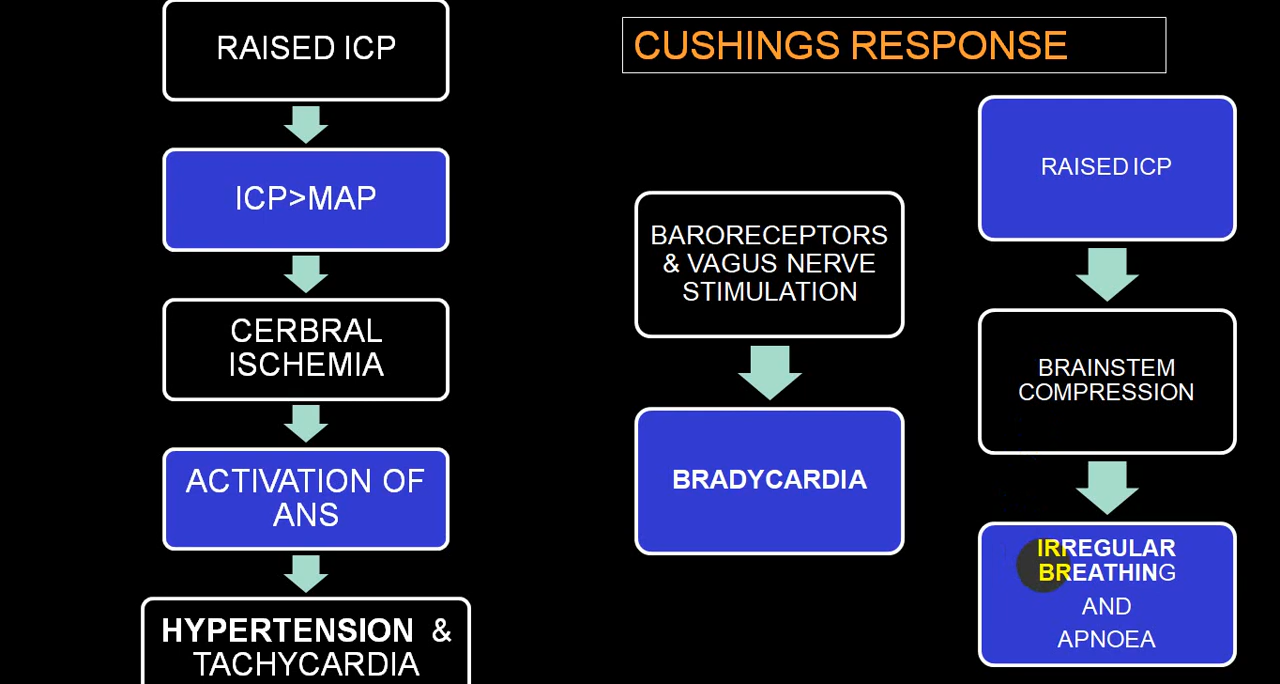 RAISED ICP
ICP>MAP
CERBRAL
ISCHEMIA
ACTIVATION OF
ANS
HYPERTENSION &
TACHYCARDIA
CUSHINGS RESPONSE
BARORECEPTORS
& VAGUS NERVE
STIMULATION
BRADYCARDIA
RAISED ICP
BRAINSTEM
COMPRESSION
IRREGULAR
BREATHING
AND
APNOEA